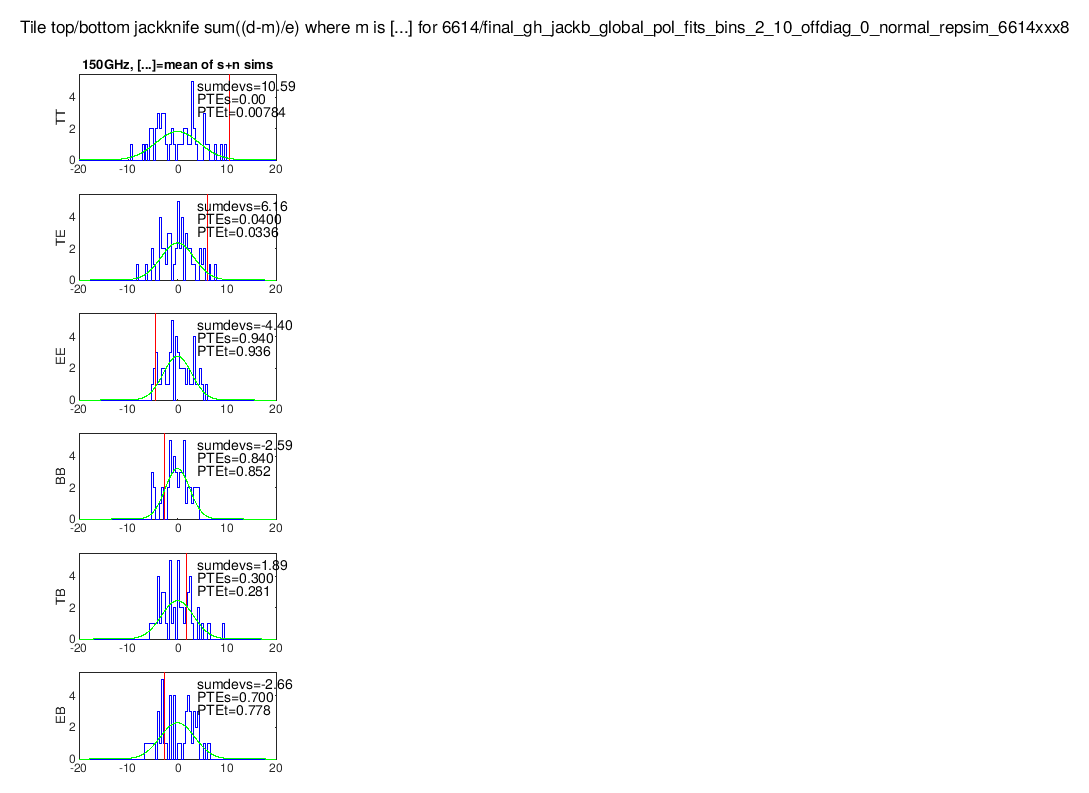 Tile top/bottom jackknife sum((d-m)/e) where m is [...] for 6614/final_gh_jackb_global_pol_fits_bins_2_10_offdiag_0_normal_repsim_6614xxx8
150GHz, [...]=mean of s+n sims
sumdevs=10.59
PTEs=0.00
PTEt=0.00784
TT
4
2
0
-20 -10 0 10 20
sumdevs=6.16
PTEs=0.0400
PTEt=0.0336
TE
4
2
0
-20 -10 0 10 20
sumdevs=-4.40
PTEs=0.940
PTEt=0.936
EE
4
2
0
-20 -10 0 10 20
sumdevs=-2.59
PTEs=0.840
PTEt=0.852
BB
4
2
0
-20 -10 0 10 20
sumdevs=1.89
PTEs=0.300
PTEt=0.281
TB
4
2
0
-20 -10 0 10 20
sumdevs=-2.66
PTEs=0.700
PTEt=0.778
EB
4
2
0
-20 -10 0 10 20